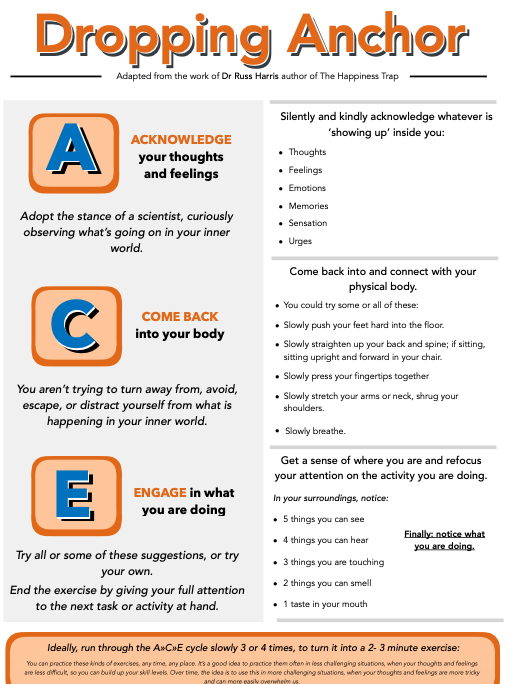 Dropping Anchor
Adapted from the work of Dr Russ Harris author of The Happiness Trap
A
ACKNOWLEDGE
your thoughts
and feelings
Adopt the stance of a scientist, curiously
observing what's going on in your inner
world.
Silently and kindly acknowledge whatever is
'showing up' inside you:
• Thoughts
• Feelings
• Emotions
• Memories
• Sensation
• Urges
C
COME BACK
into your body
You aren't trying to turn away from, avoid,
escape, or distract yourself from what is
happening in your inner world.
Come back into and connect with your
physical body.
• You could try some or all of these:
• Slowly push your feet hard into the floor.
• Slowly straighten up your back and spine; if sitting,
sitting upright and forward in your chair.
• Slowly press your fingertips together
• Slowly stretch your arms or neck, shrug your
shoulders.
• Slowly breathe.
E
ENGAGE in what
you are doing
Try all or some of these suggestions, or try
your own.
End the exercise by giving your full attention
to the next task or activity at hand.
Get a sense of where you are and refocus
your attention on the activity you are doing.
In your surroundings, notice:
• 5 things you can see
• 4 things you can hear
• 3 things you are touching
• 2 things you can smell
• 1 taste in your mouth
Finally: notice what
you are doing.
Ideally, run through the A»C»E cycle slowly 3 or 4 times, to turn it into a 2- 3 minute exercise:
You can practice these kinds of exercises, any time, any place. It's a good idea to practice them often in less challenging situations, when your thoughts and feelings
are less difficult, so you can build up your skill levels. Over time, the idea is to use this in more challenging situations, when your thoughts and feelings are more tricky
and can more easily overwhelm us.